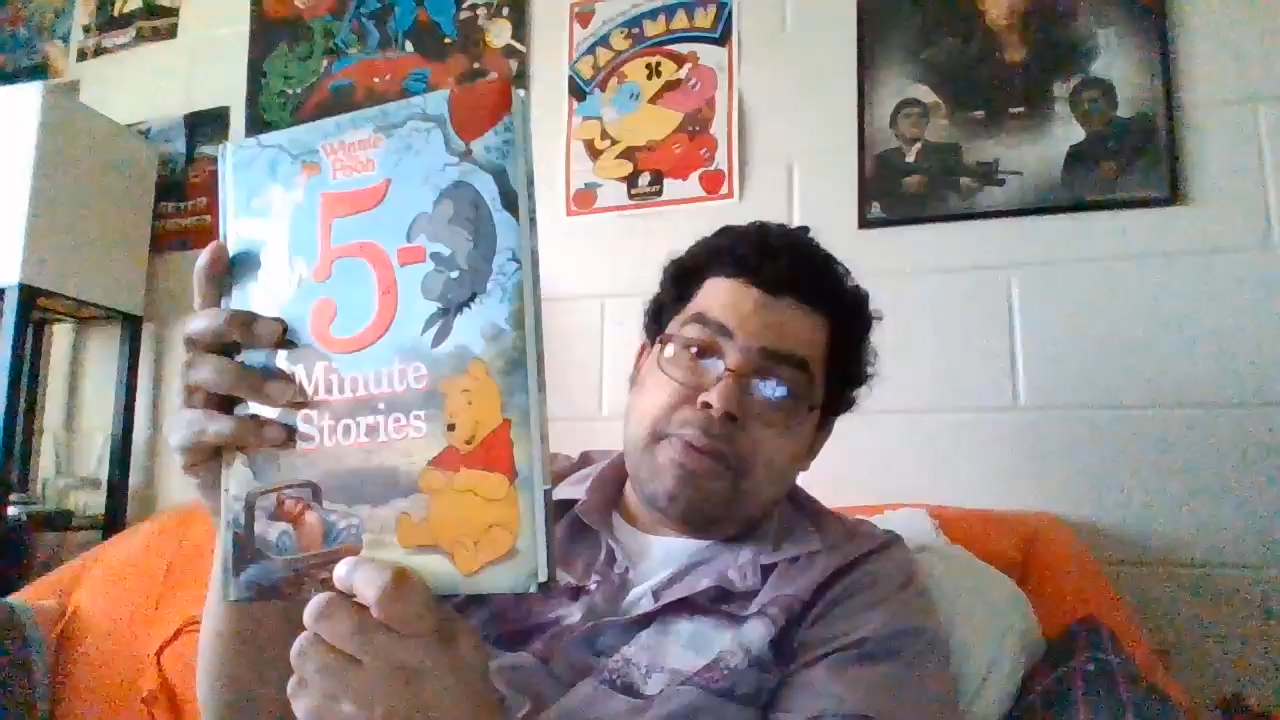 Winnie
the
Pooh
5-
Minute
Stories
PAC-MAN